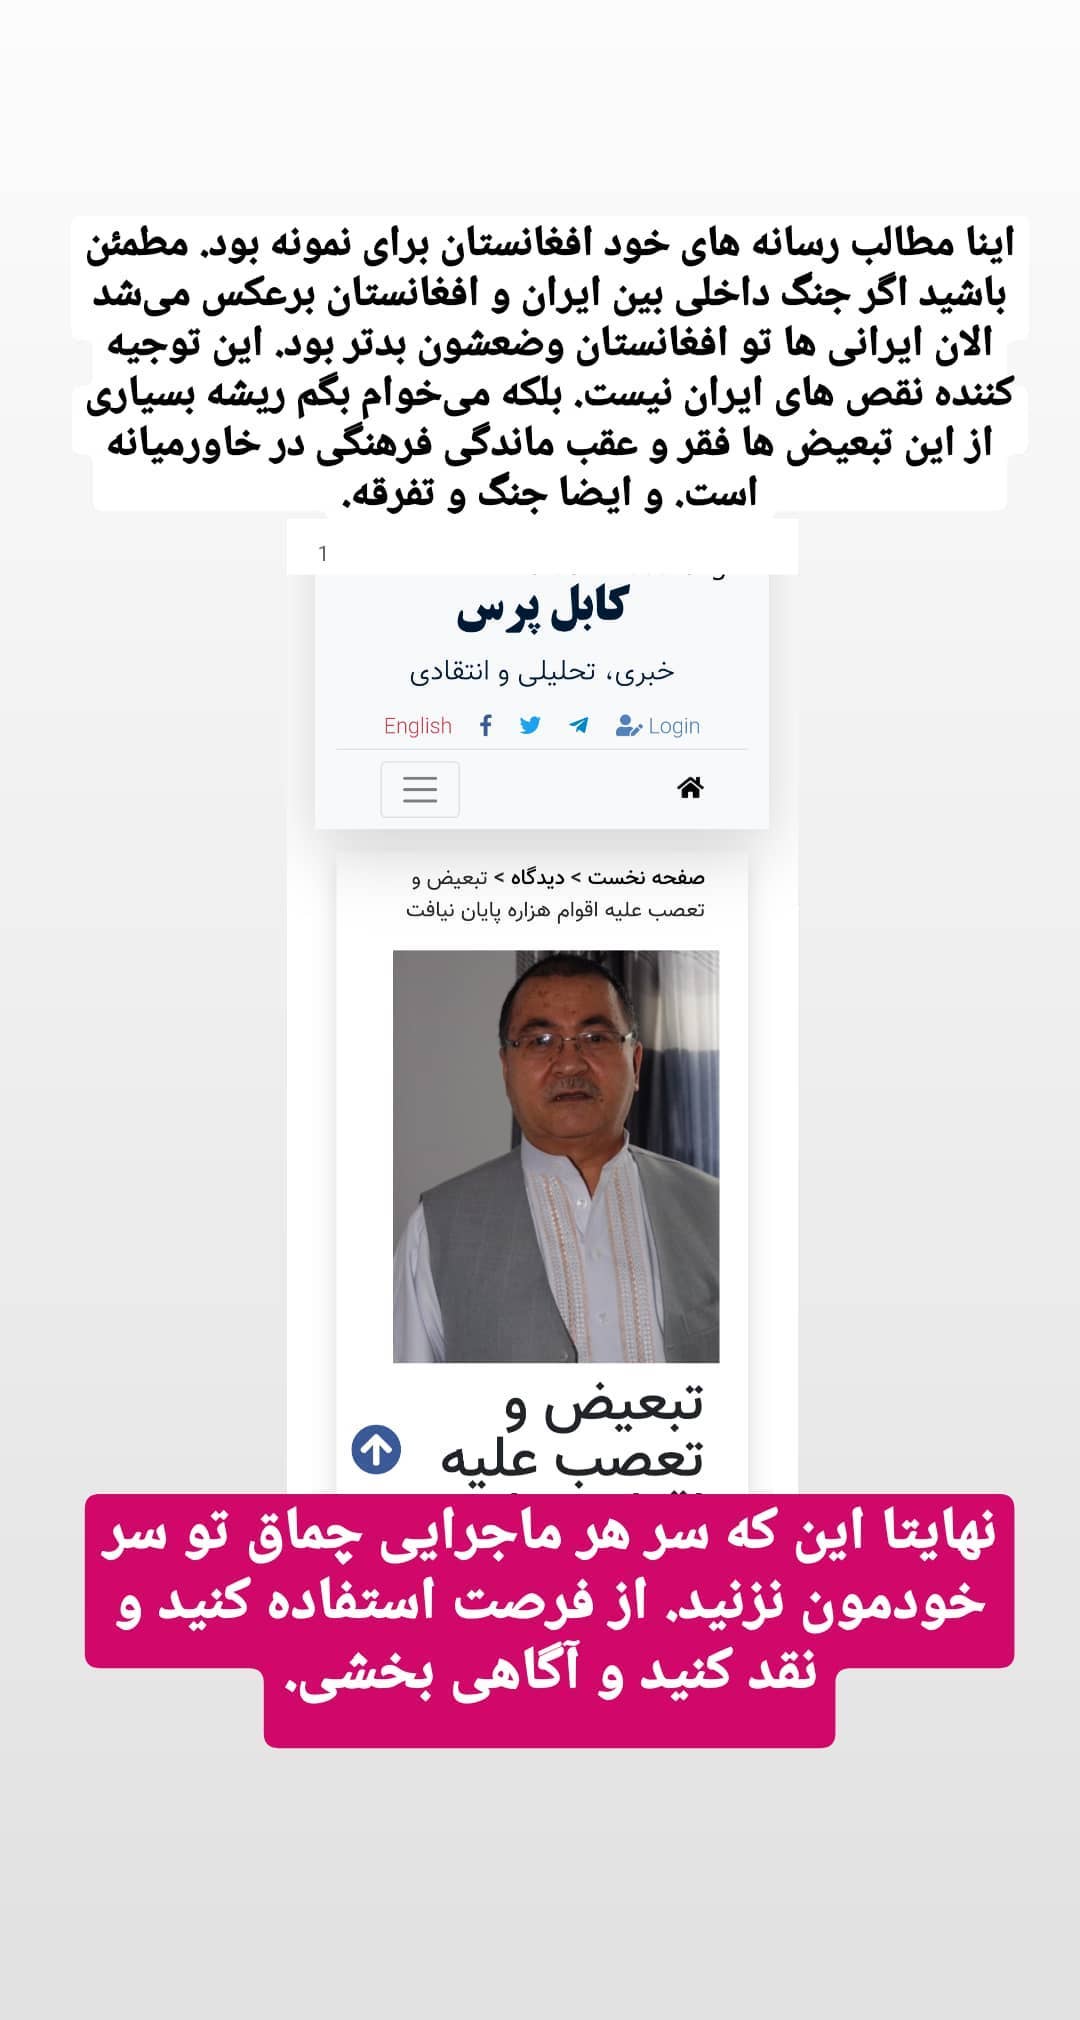 اینا مطالب رسانه های خود افغانستان برای نمونه بود. مطمئن
باشید اگر جنگ داخلی بین ایران و افغانستان برعکس می‌شد
الان ایرانی ها تو افغانستان وضعشون بدتر بود. این توجیه
کننده نقص های ایران نیست. بلکه می‌خوام بگم ریشه بسیاری
از این تبعیض ها فقر و عقب ماندگی فرهنگی در خاورمیانه
است. و ایضا جنگ و تفرقه.
1
کابل پرس
خبری، تحلیلی و انتقادی
English Login
صفحه نخست > دیدگاه > تبعیض و
تعصب علیه اقوام هزاره پایان نیافت
تبعیض و
تعصب علیه
نهایتا این که سر هر ماجرایی چماق تو سر
خودمون نزنید. از فرصت استفاده کنید و
نقد کنید و آگاهی بخشی.